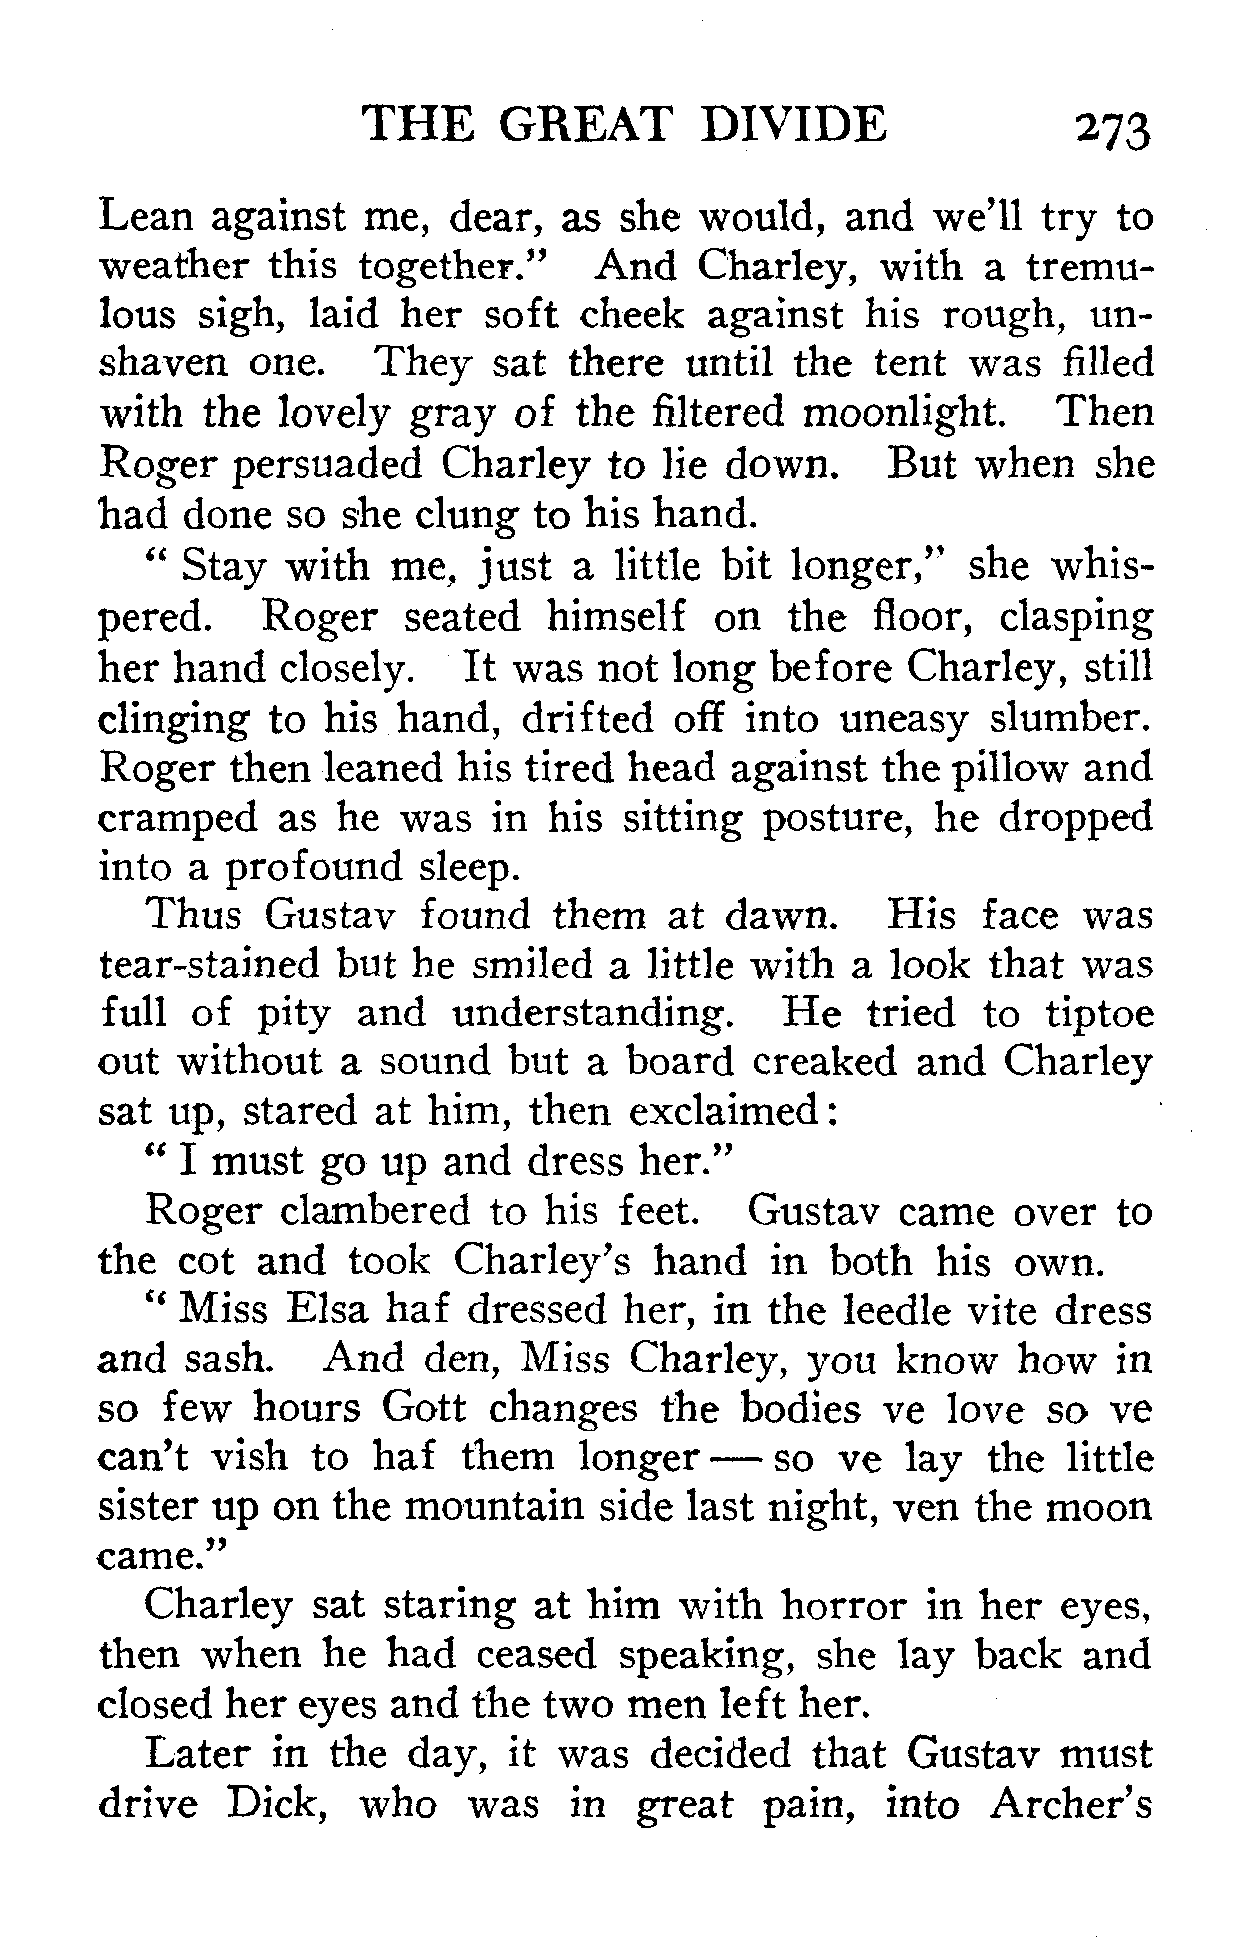 THE GREAT DIVIDE 273
Lean against me, dear, as she would, and we'll try to
weather this together." And Charley, with a tremu-
lous sigh, laid her soft cheek against his rough, un-
shaven one. They sat there until the tent was filled
with the lovely gray of the filtered moonlight. Then
Roger persuaded Charley to lie down. But when she
had done so she clung to his hand.
" Stay with me, just a little bit longer," she whis-
pered. Roger seated himself on the floor, clasping
her hand closely. It was not long before Charley, still
clinging to his hand, drifted off into uneasy slumber.
Roger then leaned his tired head against the pillow and
cramped as he was in his sitting posture, he dropped
into a profound sleep.
Thus Gustav found them at dawn. His face was
tear-stained but he smiled a little with a look that was
full of pity and understanding. He tried to tiptoe
out without a sound but a board creaked and Charley
sat up, stared at him, then exclaimed:
" I must go up and dress her."
Roger clambered to his feet. Gustav came over to
the cot and took Charley's hand in both his own.
" Miss Elsa haf dressed her, in the leedle vite dress
and sash. And den, Miss Charley, you know how in
so few hours Gott changes the bodies ve love so ve
can't vish to haf them longer — so ve lay the little
sister up on the mountain side last night, ven the moon
came."
Charley sat staring at him with horror in her eyes,
then when he had ceased speaking, she lay back and
closed her eyes and the two men left her.
Later in the day, it was decided that Gustav must
drive Dick, who was in great pain, into Archer's